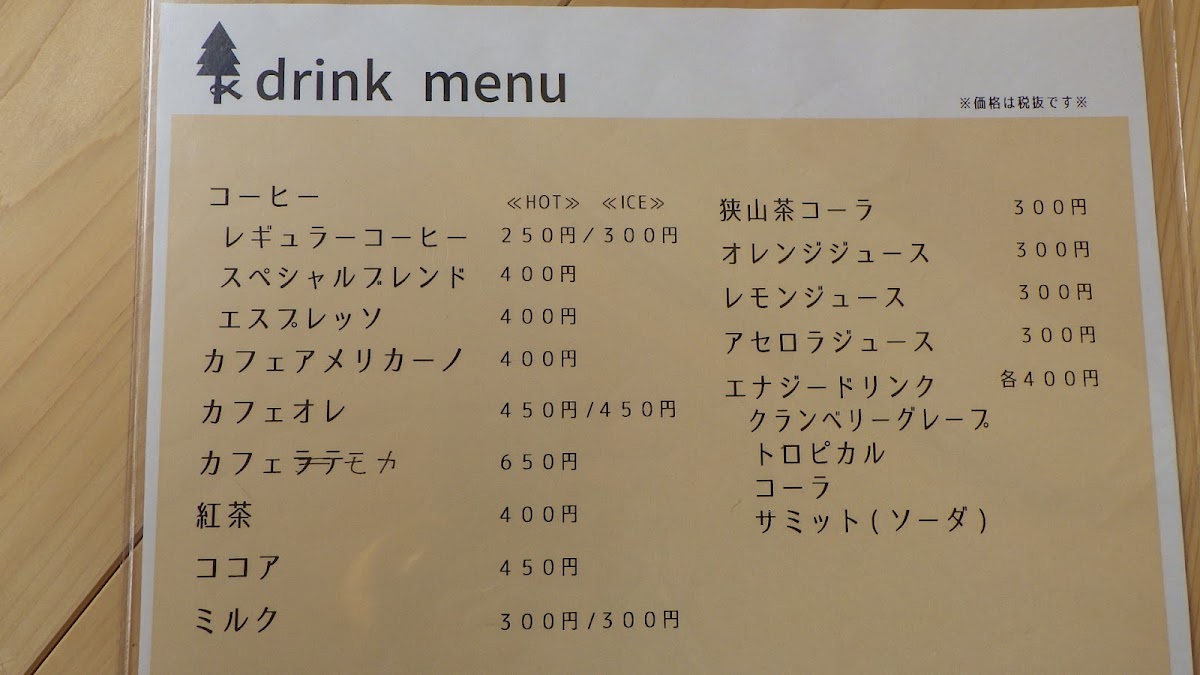 drink menu
※価格は税抜です※
コーヒー ≪HOT≫ ≪ICE≫
レギュラーコーヒー 250円/300円
スペシャルブレンド 400円
エスプレッソ 400円
カフェアメリカーノ 400円
カフェオレ 450円/450円
カフェラテモカ 650円
紅茶 400円
ココア 450円
ミルク 300円/300円
狭山茶コーラ 300円
オレンジジュース 300円
レモンジュース 300円
アセロラジュース 300円
エナジードリンク 各400円
クランベリーグレープ
トロピカル
コーラ
サミット(ソーダ)